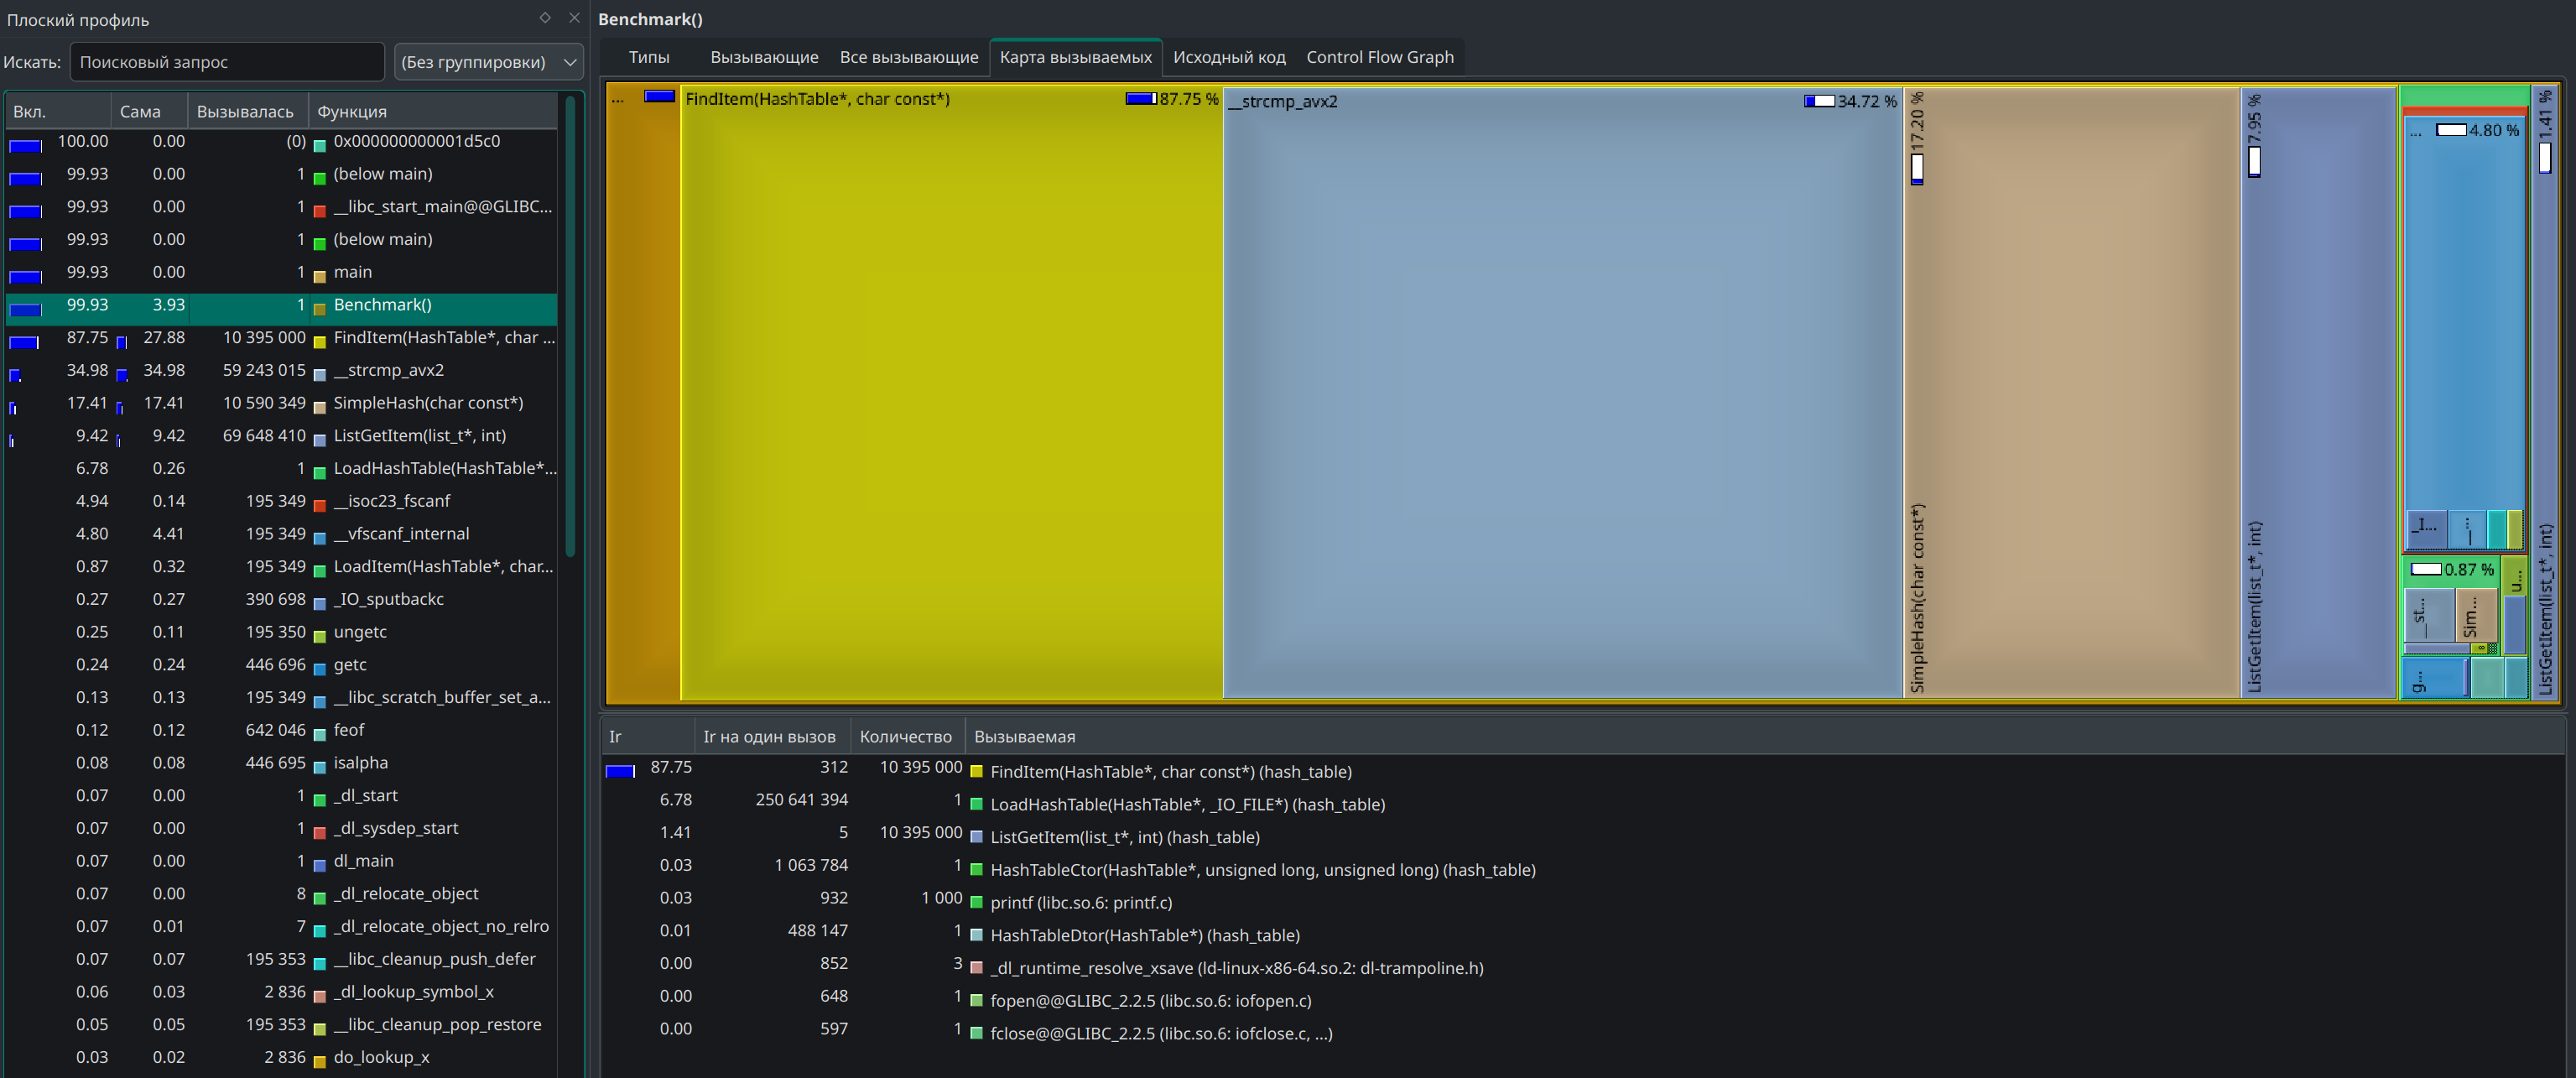 Плоский профиль
Искать: Поисковый запрос (Без группировки)
Вкл. Сама Вызывалась Функция
100.00 0.00 (0) 0x000000000001d5c0
99.93 0.00 1 (below main)
99.93 0.00 1 __libc_start_main@@GLIBC...
99.93 0.00 1 (below main)
99.93 0.00 1 main
99.93 3.93 1 Benchmark()
87.75 27.88 10 395 000 FindItem(HashTable*, char ...
34.98 34.98 59 243 015 __strcmp_avx2
17.41 17.41 10 590 349 SimpleHash(char const*)
9.42 9.42 69 648 410 ListGetItem(list_t*, int)
6.78 0.26 1 LoadHashTable(HashTable*...
4.94 0.14 195 349 __isoc23_fscanf
4.80 4.41 195 349 __vfscanf_internal
0.87 0.32 195 349 LoadItem(HashTable*, char...
0.27 0.27 390 698 _IO_sputbackc
0.25 0.11 195 350 ungetc
0.24 0.24 446 696 getc
0.13 0.13 195 349 __libc_scratch_buffer_set_a...
0.12 0.12 642 046 feof
0.08 0.08 446 695 isalpha
0.07 0.00 1 _dl_start
0.07 0.00 1 _dl_sysdep_start
0.07 0.00 1 dl_main
0.07 0.00 8 _dl_relocate_object
0.07 0.01 7 _dl_relocate_object_no_relro
0.07 0.07 195 353 __libc_cleanup_push_defer
0.06 0.03 2 836 _dl_lookup_symbol_x
0.05 0.05 195 353 __libc_cleanup_pop_restore
0.03 0.02 2 836 do_lookup_x
Benchmark()
Типы Вызывающие Все вызывающие Карта вызываемых Исходный код Control Flow Graph
...
FindItem(HashTable*, char const*) 87.75 %
__strcmp_avx2 34.72 %
SimpleHash(char const*) 17.20 %
ListGetItem(list_t*, int) 7.95 %
... 4.80 %
_I...
0.87 %
__st...
Sim...
u...
g...
ListGetItem(list_t*, int) 1.41 %
Ir Ir на один вызов Количество Вызываемая
87.75 312 10 395 000 FindItem(HashTable*, char const*) (hash_table)
6.78 250 641 394 1 LoadHashTable(HashTable*, _IO_FILE*) (hash_table)
1.41 5 10 395 000 ListGetItem(list_t*, int) (hash_table)
0.03 1 063 784 1 HashTableCtor(HashTable*, unsigned long, unsigned long) (hash_table)
0.03 932 1 000 printf (libc.so.6: printf.c)
0.01 488 147 1 HashTableDtor(HashTable*) (hash_table)
0.00 852 3 _dl_runtime_resolve_xsave (ld-linux-x86-64.so.2: dl-trampoline.h)
0.00 648 1 fopen@@GLIBC_2.2.5 (libc.so.6: iofopen.c)
0.00 597 1 fclose@@GLIBC_2.2.5 (libc.so.6: iofclose.c, ...)